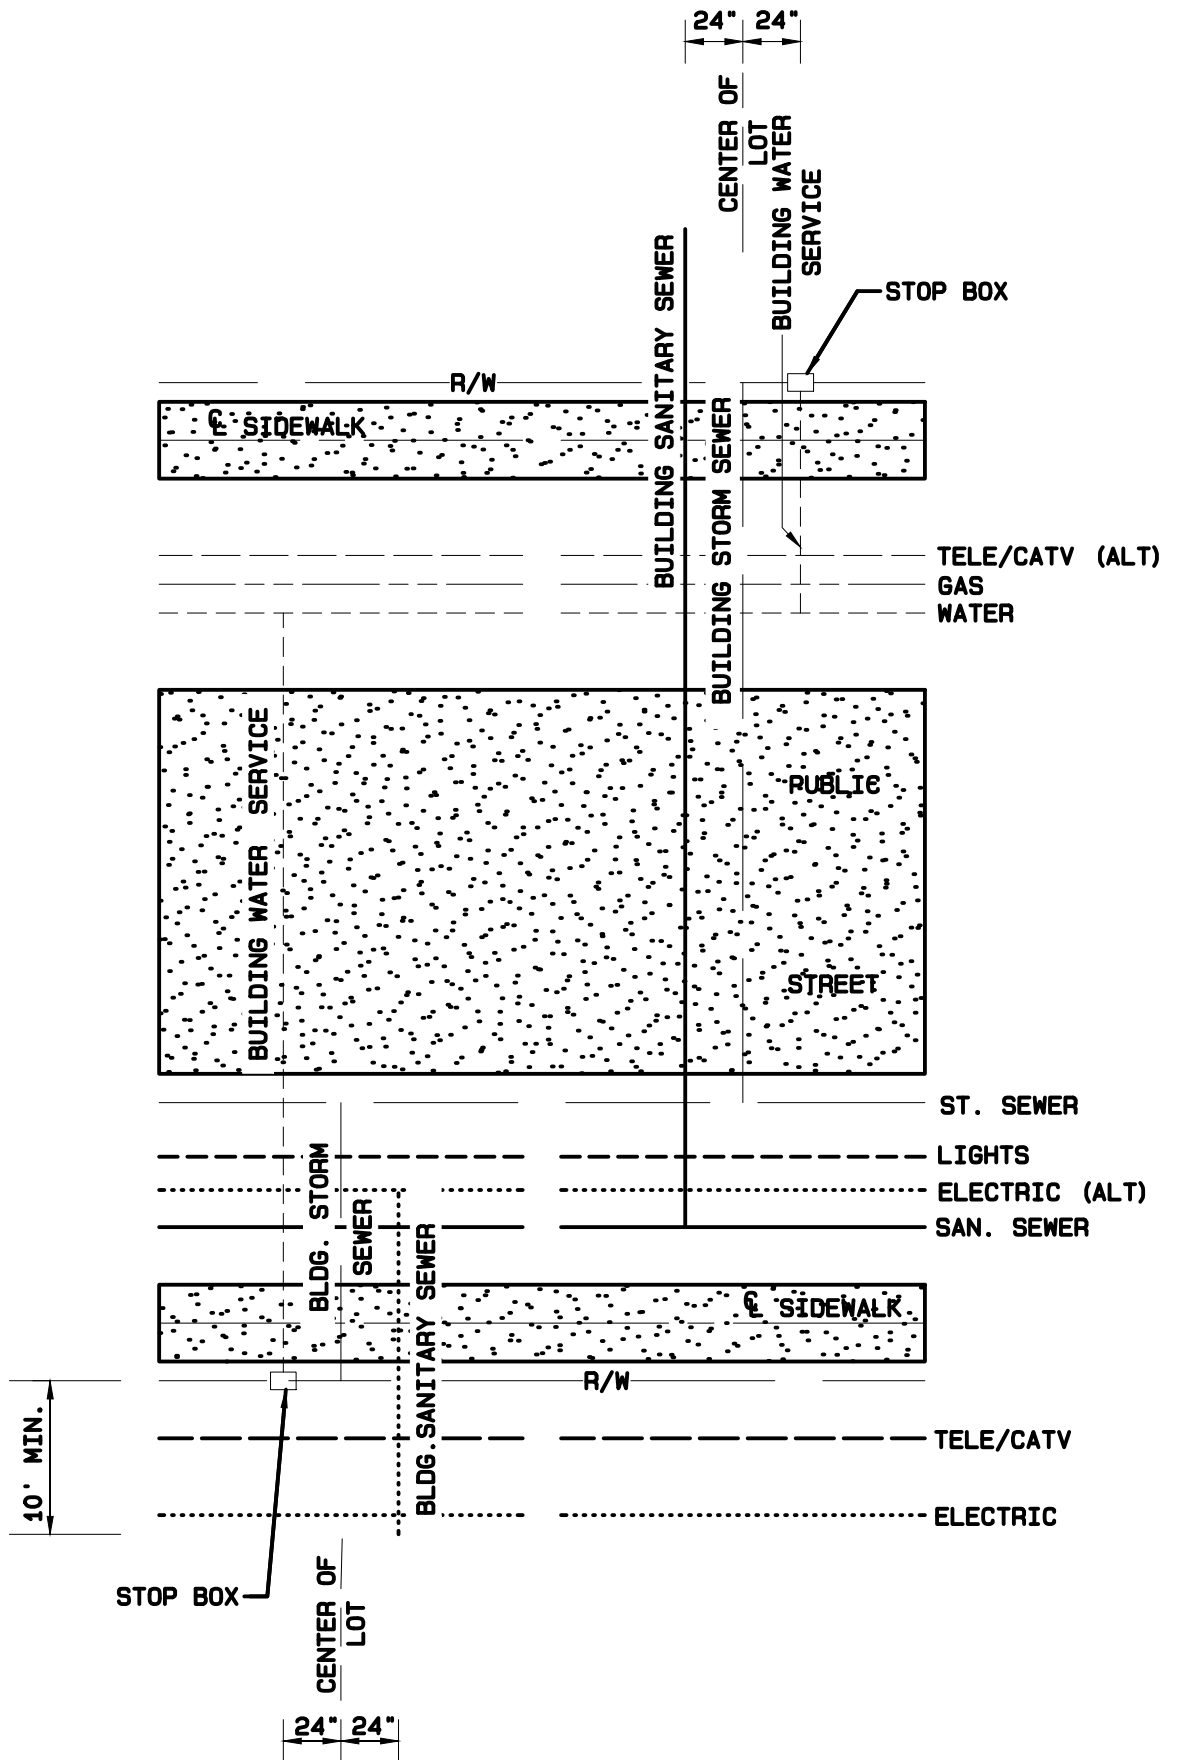 24" 24"
CENTER OF
LOT
BUILDING WATER
SERVICE
STOP BOX
BUILDING SANITARY SEWER
R/W
℄ SIDEWALK
BUILDING STORM SEWER
TELE/CATV (ALT)
GAS
WATER
BUILDING WATER SERVICE
PUBLIC
STREET
ST. SEWER
LIGHTS
ELECTRIC (ALT)
SAN. SEWER
BLDG. STORM
SEWER
BLDG.SANITARY SEWER
℄ SIDEWALK
R/W
10' MIN.
TELE/CATV
ELECTRIC
STOP BOX
CENTER OF
LOT
24" 24"